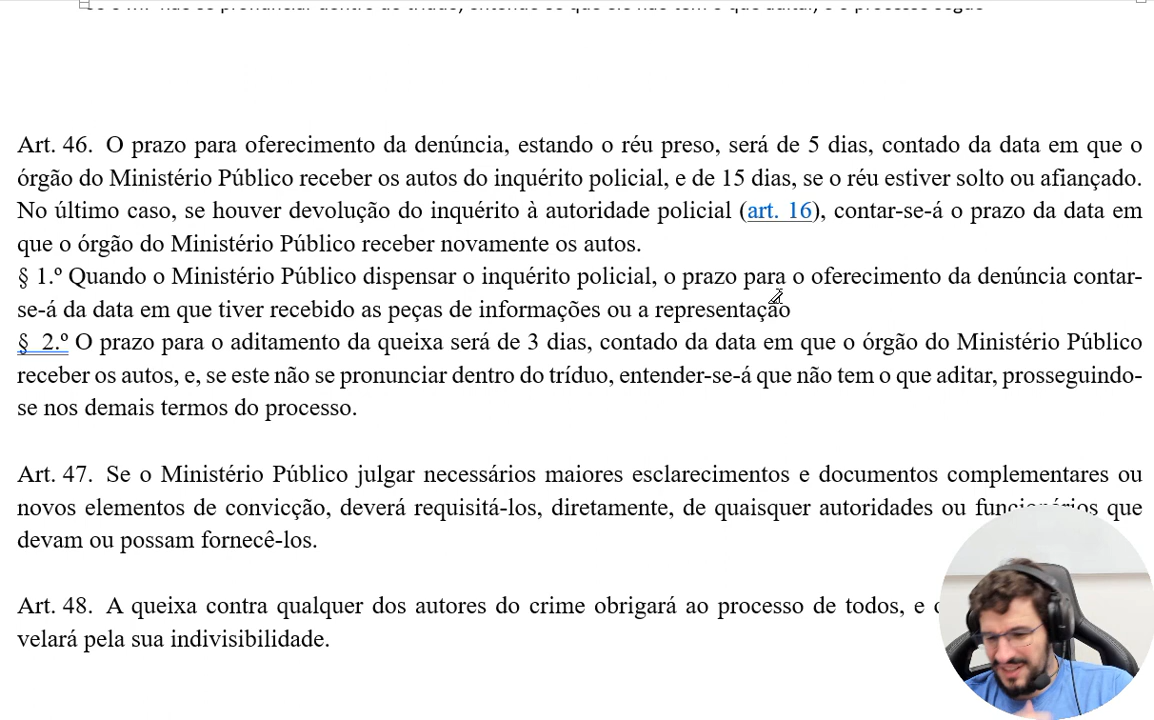 Art. 46. O prazo para oferecimento da denúncia, estando o réu preso, será de 5 dias, contado da data em que o
órgão do Ministério Público receber os autos do inquérito policial, e de 15 dias, se o réu estiver solto ou afiançado.
No último caso, se houver devolução do inquérito à autoridade policial (art. 16), contar-se-á o prazo da data em
que o órgão do Ministério Público receber novamente os autos.
§ 1.º Quando o Ministério Público dispensar o inquérito policial, o prazo para o oferecimento da denúncia contar-
se-á da data em que tiver recebido as peças de informações ou a representação
§ 2.º O prazo para o aditamento da queixa será de 3 dias, contado da data em que o órgão do Ministério Público
receber os autos, e, se este não se pronunciar dentro do tríduo, entender-se-á que não tem o que aditar, prosseguindo-
se nos demais termos do processo.
Art. 47. Se o Ministério Público julgar necessários maiores esclarecimentos e documentos complementares ou
novos elementos de convicção, deverá requisitá-los, diretamente, de quaisquer autoridades ou funcionários que
devam ou possam fornecê-los.
Art. 48. A queixa contra qualquer dos autores do crime obrigará ao processo de todos, e
velará pela sua indivisibilidade.